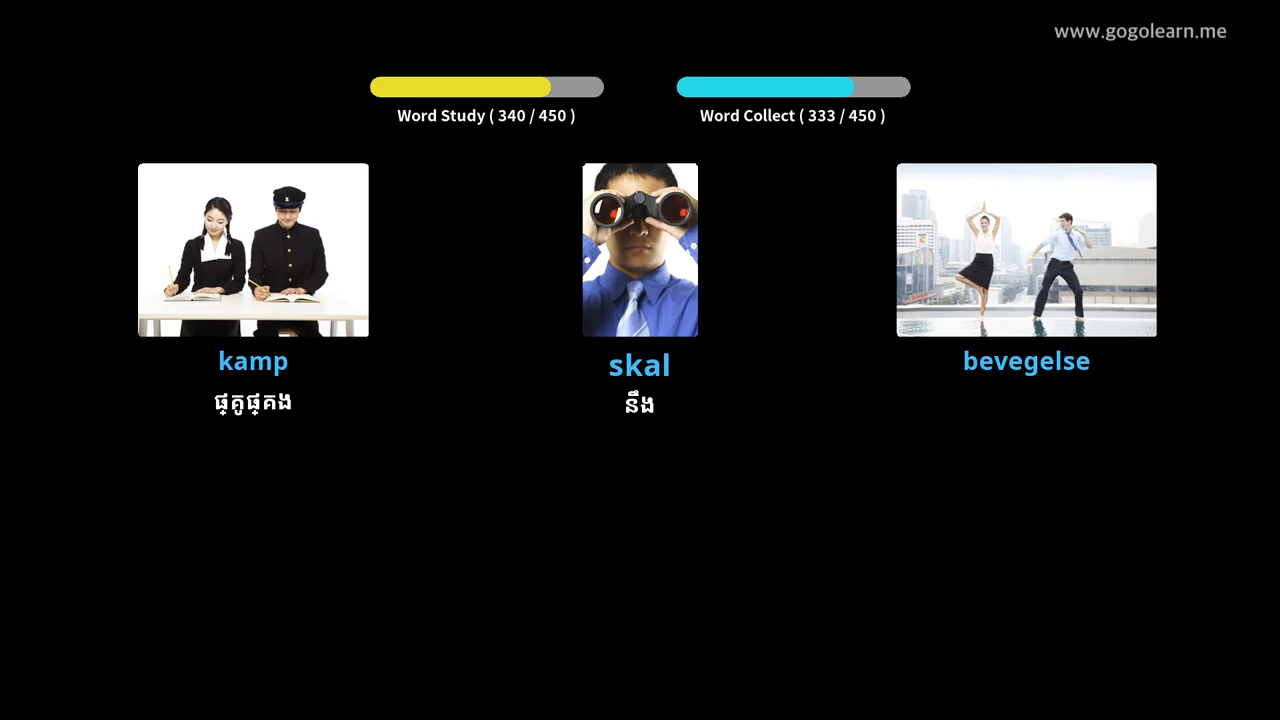 www.gogolearn.me
Word Study ( 340 / 450 )
Word Collect ( 333 / 450 )
kamp
skal
bevegelse
ផ្គូផ្គង
នឹង